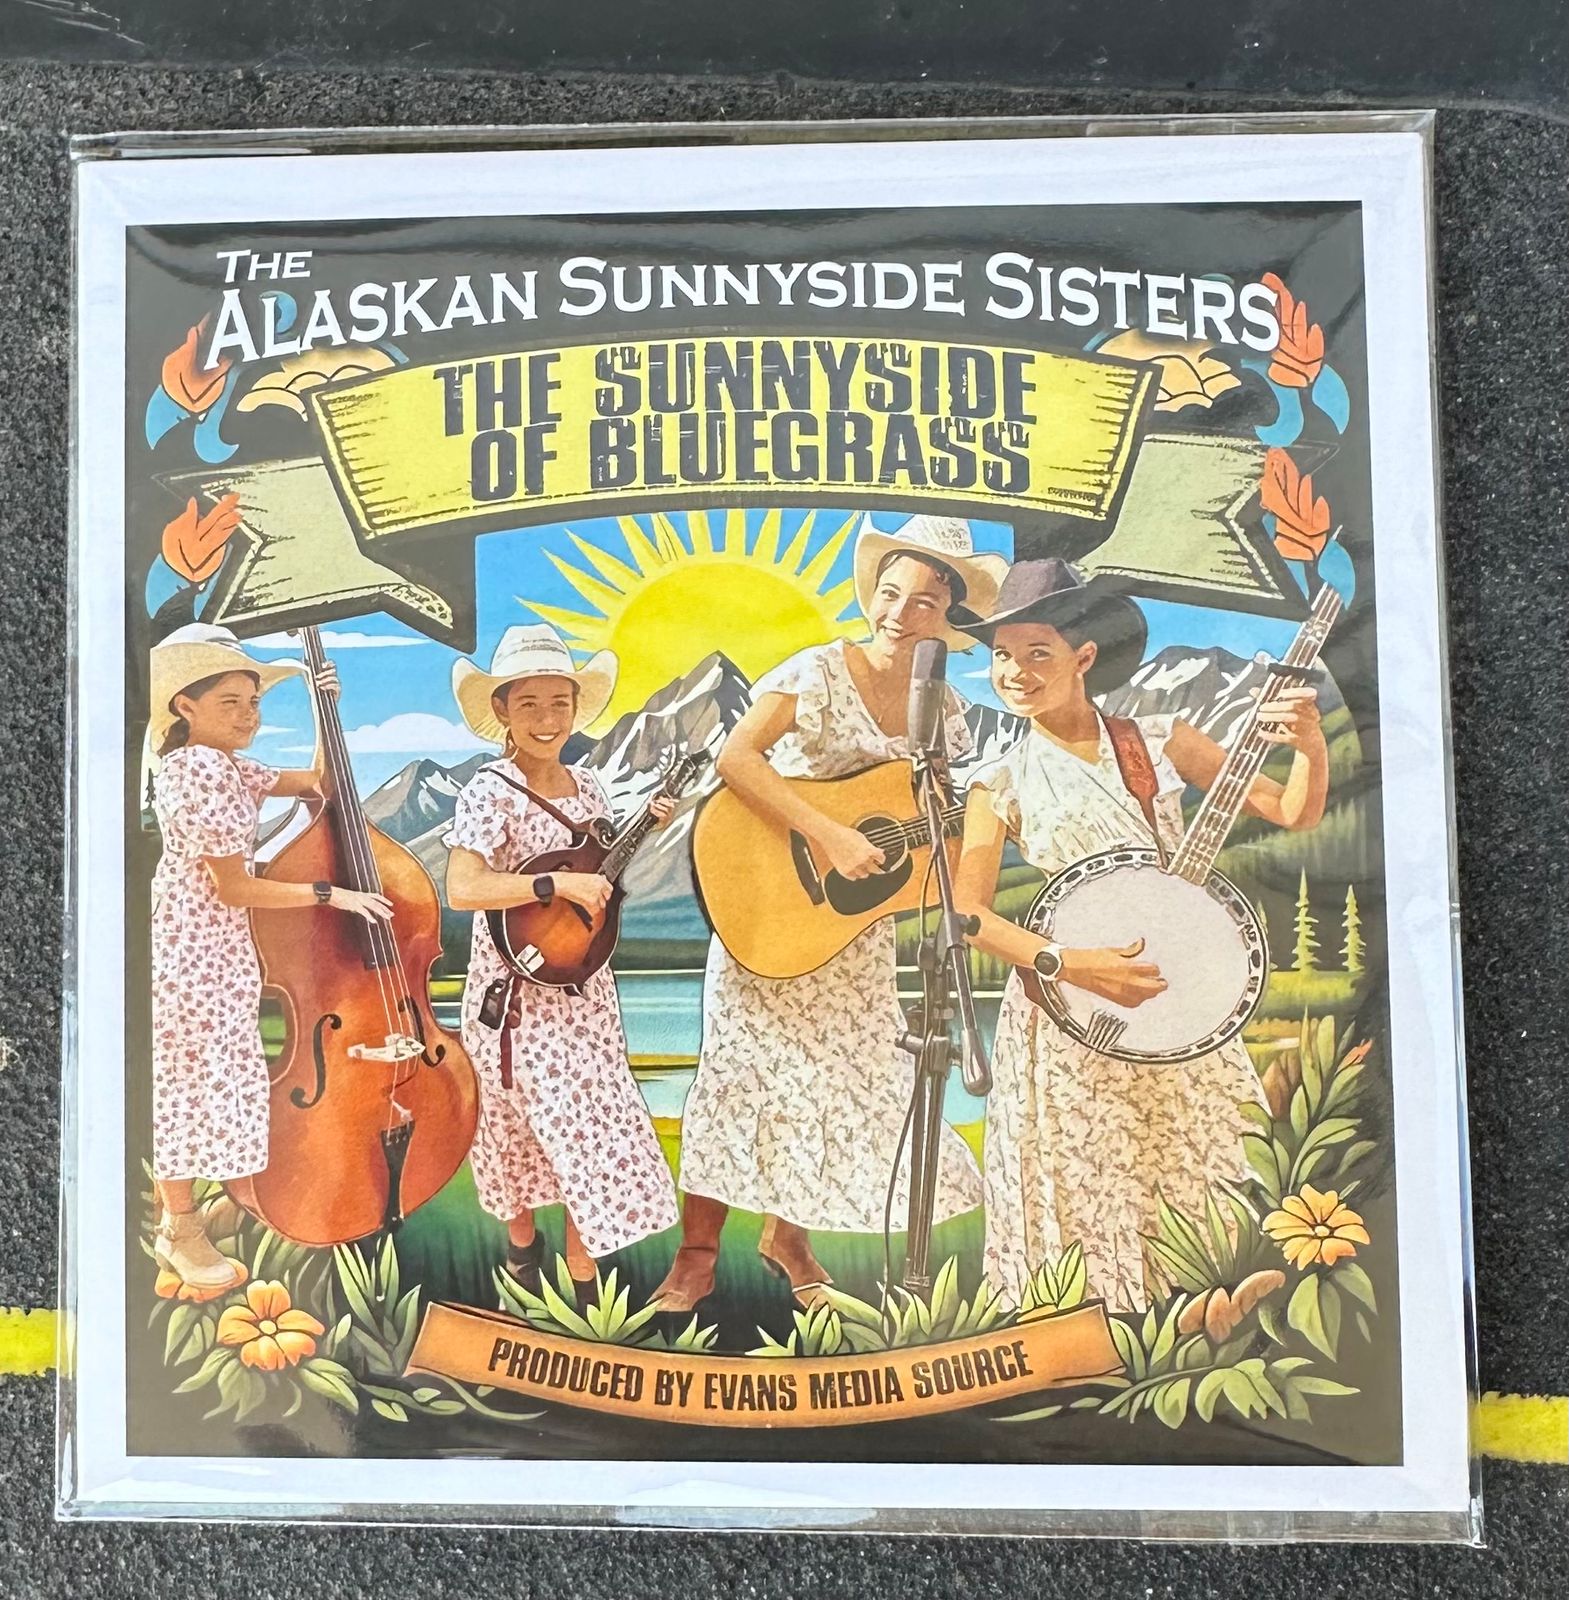 THE
ALASKAN SUNNYSIDE SISTERS
THE SUNNYSIDE
OF BLUEGRASS
PRODUCED BY EVANS MEDIA SOURCE